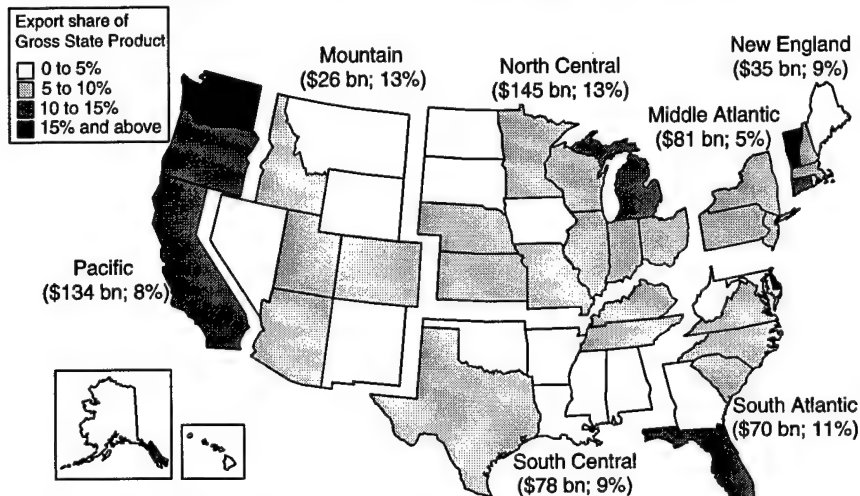 Export share of
Gross State Product
0 to 5%
5 to 10%
10 to 15%
15% and above
Mountain
($26 bn; 13%)
North Central
($145 bn; 13%)
New England
($35 bn; 9%)
Middle Atlantic
($81 bn; 5%)
Pacific
($134 bn; 8%)
South Atlantic
($70 bn; 11%)
South Central
($78 bn; 9%)